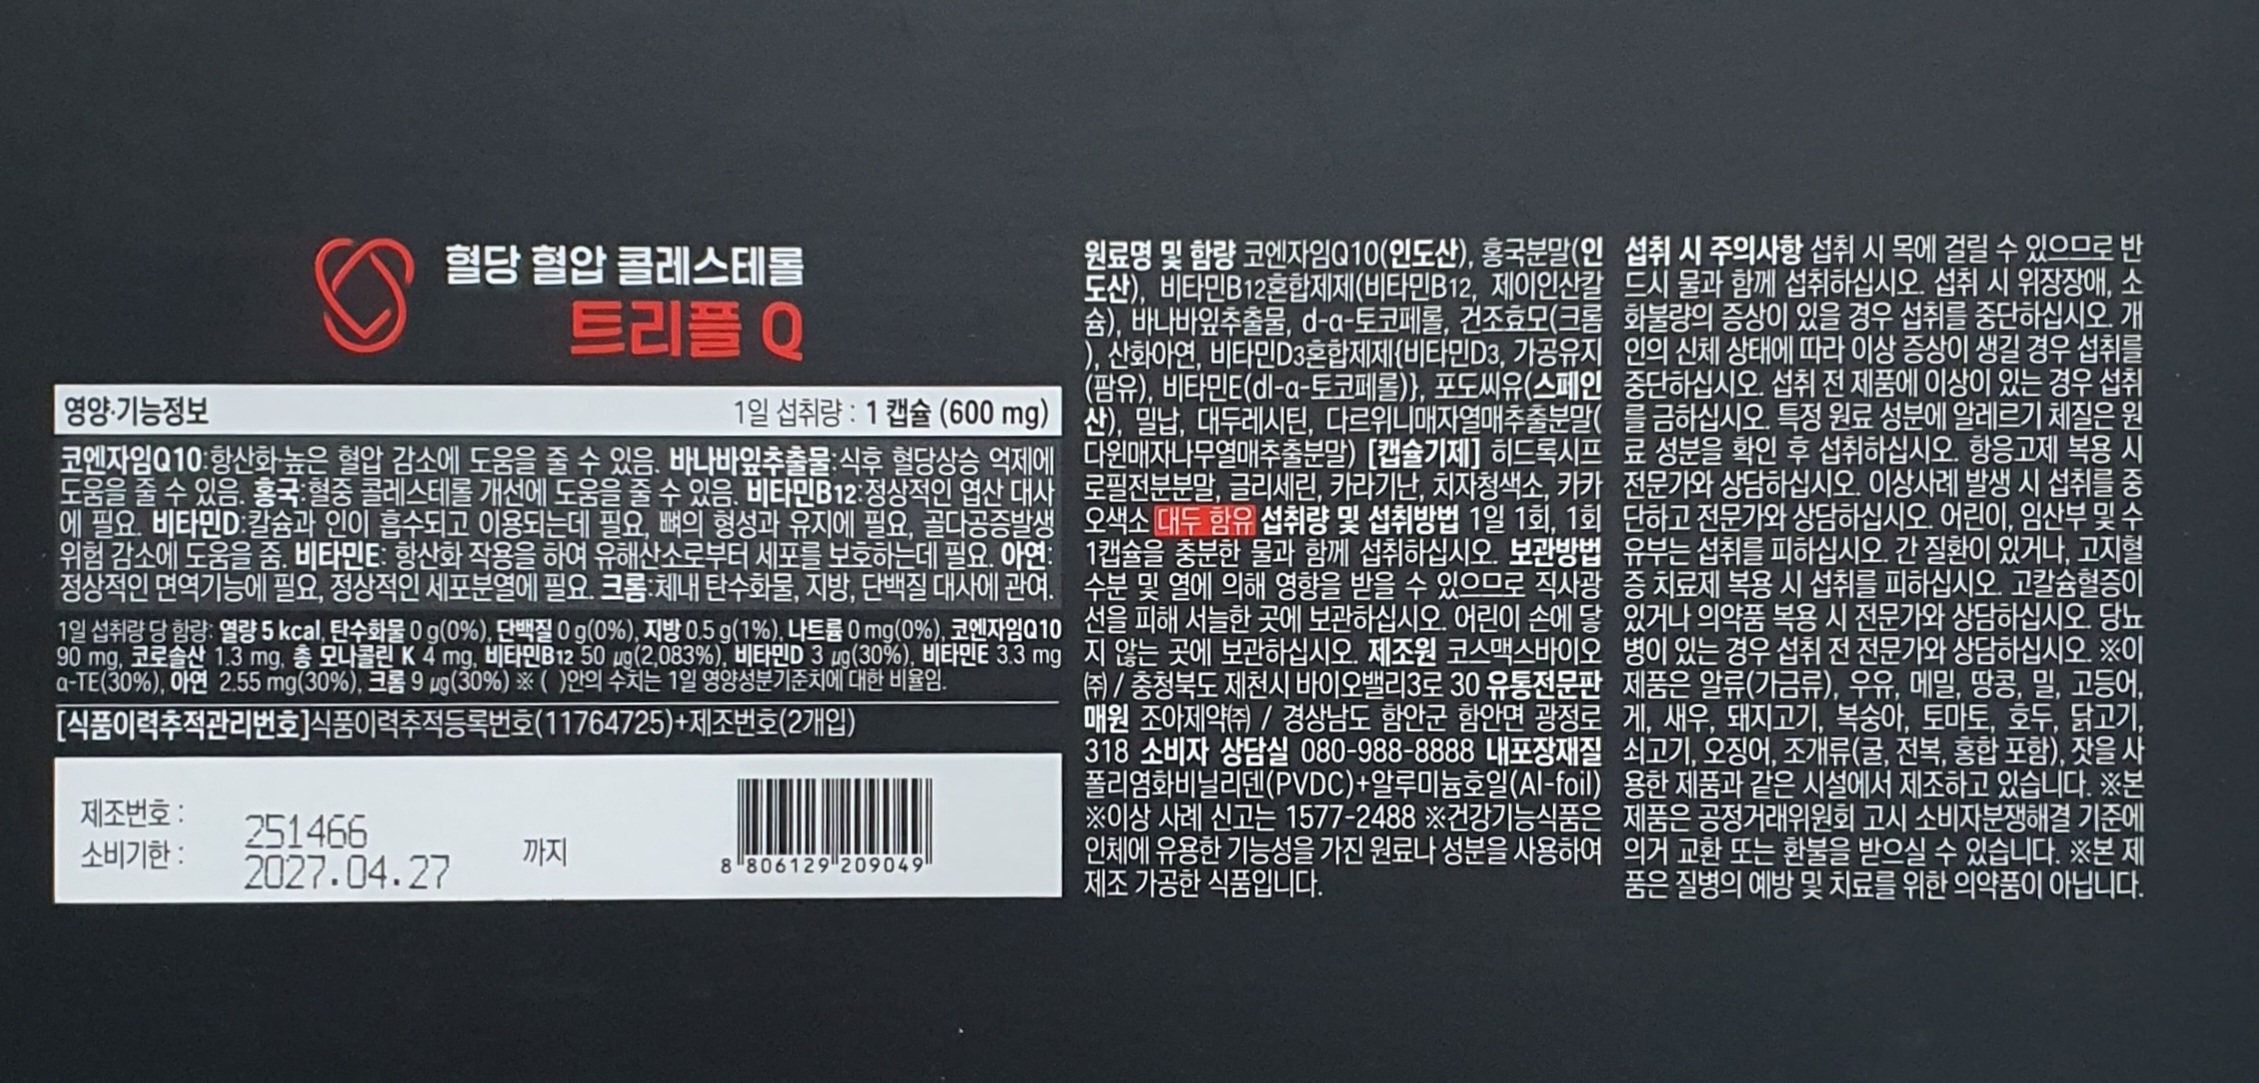 혈당 혈압 콜레스테롤
트리플 Q
영양·기능정보 1일 섭취량 : 1 캡슐 (600 mg)
코엔자임Q10:항산화·높은 혈압 감소에 도움을 줄 수 있음. 바나바잎추출물:식후 혈당상승 억제에
도움을 줄 수 있음. 홍국:혈중 콜레스테롤 개선에 도움을 줄 수 있음. 비타민B12:정상적인 엽산 대사
에 필요. 비타민D:칼슘과 인이 흡수되고 이용되는데 필요, 뼈의 형성과 유지에 필요, 골다공증발생
위험 감소에 도움을 줌. 비타민E: 항산화 작용을 하여 유해산소로부터 세포를 보호하는데 필요. 아연:
정상적인 면역기능에 필요, 정상적인 세포분열에 필요. 크롬:체내 탄수화물, 지방, 단백질 대사에 관여.
1일 섭취량 당 함량: 열량 5 kcal, 탄수화물 0 g(0%), 단백질 0 g(0%), 지방 0.5 g(1%), 나트륨 0 mg(0%), 코엔자임Q10
90 mg, 코로솔산 1.3 mg, 총 모나콜린 K 4 mg, 비타민B12 50 μg(2,083%), 비타민D 3 μg(30%), 비타민E 3.3 mg
α-TE(30%), 아연 2.55 mg(30%), 크롬 9 μg(30%) ※ ( )안의 수치는 1일 영양성분기준치에 대한 비율임.
[식품이력추적관리번호]식품이력추적등록번호(11764725)+제조번호(2개입)
제조번호 : 251466
소비기한 : 2027.04.27 까지
8 806129 209049
원료명 및 함량 코엔자임Q10(인도산), 홍국분말(인
도산), 비타민B12혼합제제(비타민B12, 제이인산칼
슘), 바나바잎추출물, d-α-토코페롤, 건조효모(크롬
), 산화아연, 비타민D3혼합제제{비타민D3, 가공유지
(팜유), 비타민E(dl-α-토코페롤)}, 포도씨유(스페인
산), 밀납, 대두레시틴, 다르위니매자열매추출분말(
다윈매자나무열매추출분말) [캡슐기제] 히드록시프
로필전분분말, 글리세린, 카라기난, 치자청색소, 카카
오색소 대두 함유 섭취량 및 섭취방법 1일 1회, 1회
1캡슐을 충분한 물과 함께 섭취하십시오. 보관방법
수분 및 열에 의해 영향을 받을 수 있으므로 직사광
선을 피해 서늘한 곳에 보관하십시오. 어린이 손에 닿
지 않는 곳에 보관하십시오. 제조원 코스맥스바이오
㈜ / 충청북도 제천시 바이오밸리3로 30 유통전문판
매원 조아제약㈜ / 경상남도 함안군 함안면 광정로
318 소비자 상담실 080-988-8888 내포장재질
폴리염화비닐리덴(PVDC)+알루미늄호일(Al-foil)
※이상 사례 신고는 1577-2488 ※건강기능식품은
인체에 유용한 기능성을 가진 원료나 성분을 사용하여
제조 가공한 식품입니다.
섭취 시 주의사항 섭취 시 목에 걸릴 수 있으므로 반
드시 물과 함께 섭취하십시오. 섭취 시 위장장애, 소
화불량의 증상이 있을 경우 섭취를 중단하십시오. 개
인의 신체 상태에 따라 이상 증상이 생길 경우 섭취를
중단하십시오. 섭취 전 제품에 이상이 있는 경우 섭취
를 금하십시오. 특정 원료 성분에 알레르기 체질은 원
료 성분을 확인 후 섭취하십시오. 항응고제 복용 시
전문가와 상담하십시오. 이상사례 발생 시 섭취를 중
단하고 전문가와 상담하십시오. 어린이, 임산부 및 수
유부는 섭취를 피하십시오. 간 질환이 있거나, 고지혈
증 치료제 복용 시 섭취를 피하십시오. 고칼슘혈증이
있거나 의약품 복용 시 전문가와 상담하십시오. 당뇨
병이 있는 경우 섭취 전 전문가와 상담하십시오. ※이
제품은 알류(가금류), 우유, 메밀, 땅콩, 밀, 고등어,
게, 새우, 돼지고기, 복숭아, 토마토, 호두, 닭고기,
쇠고기, 오징어, 조개류(굴, 전복, 홍합 포함), 잣을 사
용한 제품과 같은 시설에서 제조하고 있습니다. ※본
제품은 공정거래위원회 고시 소비자분쟁해결 기준에
의거 교환 또는 환불을 받으실 수 있습니다. ※본 제
품은 질병의 예방 및 치료를 위한 의약품이 아닙니다.